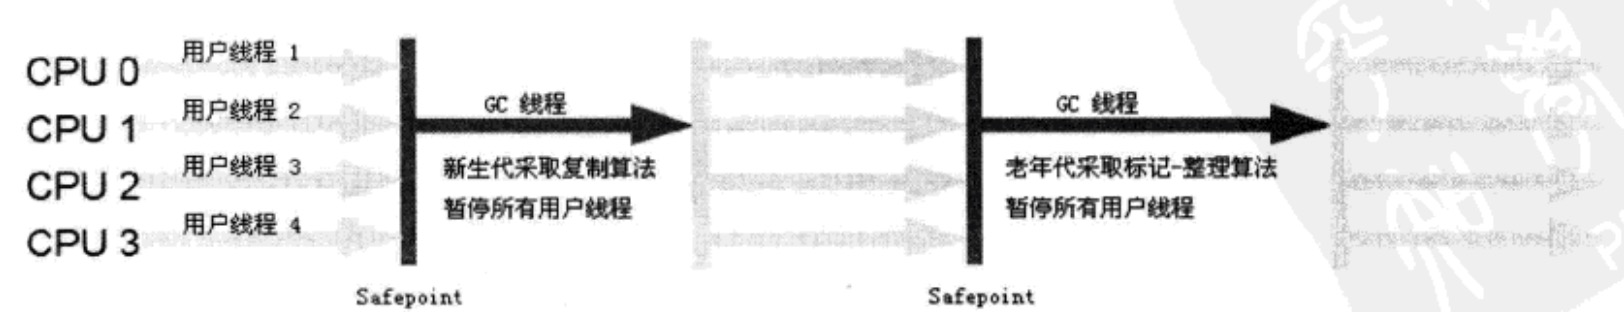 CPU 0 用户线程 1
CPU 1 用户线程 2
CPU 2 用户线程 3
CPU 3 用户线程 4
GC 线程
新生代采取复制算法
暂停所有用户线程
Safepoint
GC 线程
老年代采取标记-整理算法
暂停所有用户线程
Safepoint